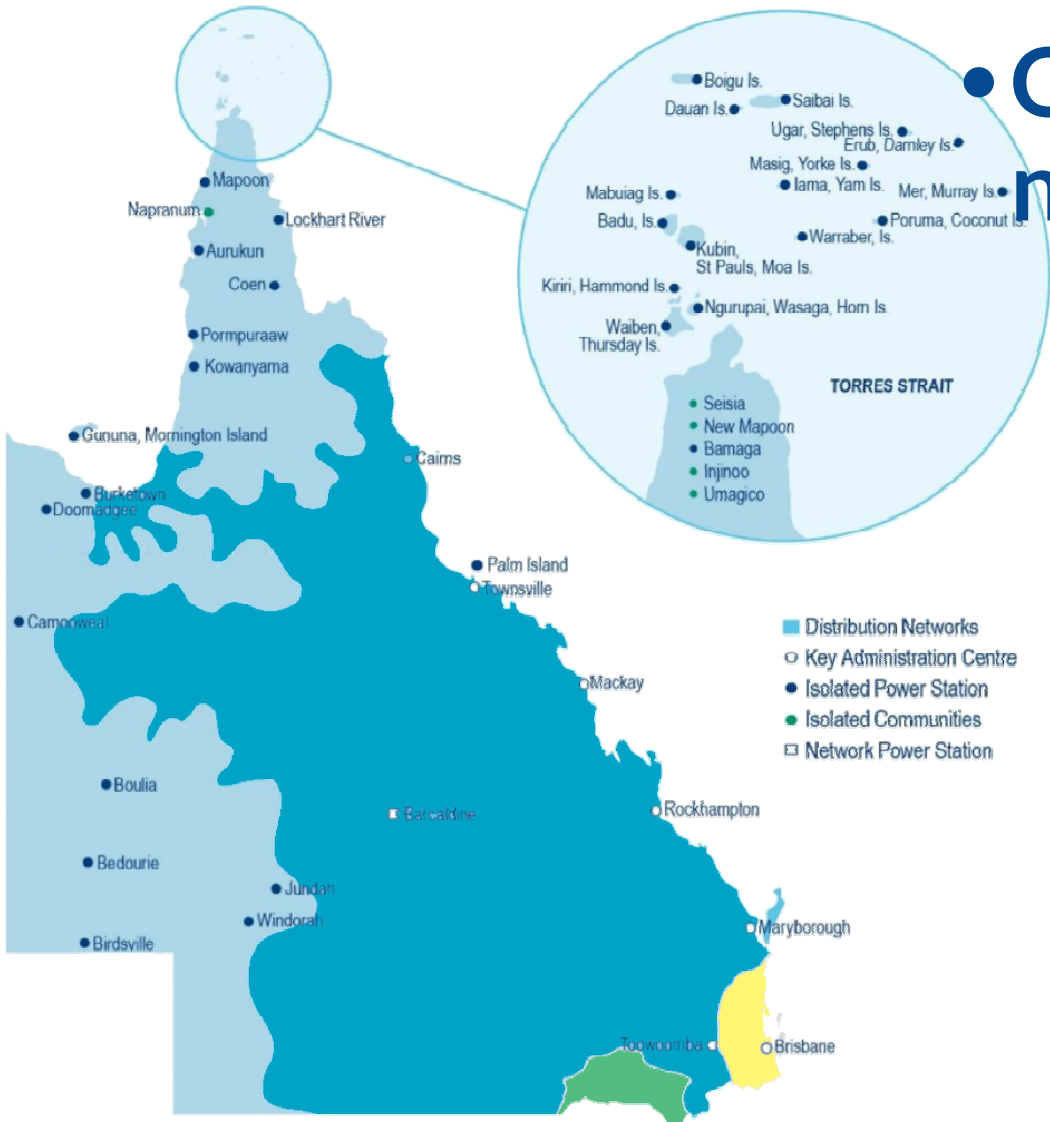 Boigu Is.
Dauan Is.
Saibai Is.
Ugar, Stephens Is.
Erub, Darnley Is.
Masig, Yorke Is.
Iama, Yam Is.
Mer, Murray Is.
Mabuiag Is.
Badu, Is.
Poruma, Coconut Is.
Warraber, Is.
Kubin,
St Pauls, Moa Is.
Kiriri, Hammond Is.
Ngurupai, Wasaga, Horn Is.
Waiben,
Thursday Is.
TORRES STRAIT
Seisia
New Mapoon
Bamaga
Injinoo
Umagico
Mapoon
Napranum
Lockhart River
Aurukun
Coen
Pormpuraaw
Kowanyama
Gununa, Mornington Island
Cairns
Burketown
Doomadgee
Palm Island
Townsville
Camooweal
Mackay
Boulia
Barcaldine
Rockhampton
Bedourie
Jundah
Windorah
Birdsville
Maryborough
Toowoomba
Brisbane
Distribution Networks
Key Administration Centre
Isolated Power Station
Isolated Communities
Network Power Station